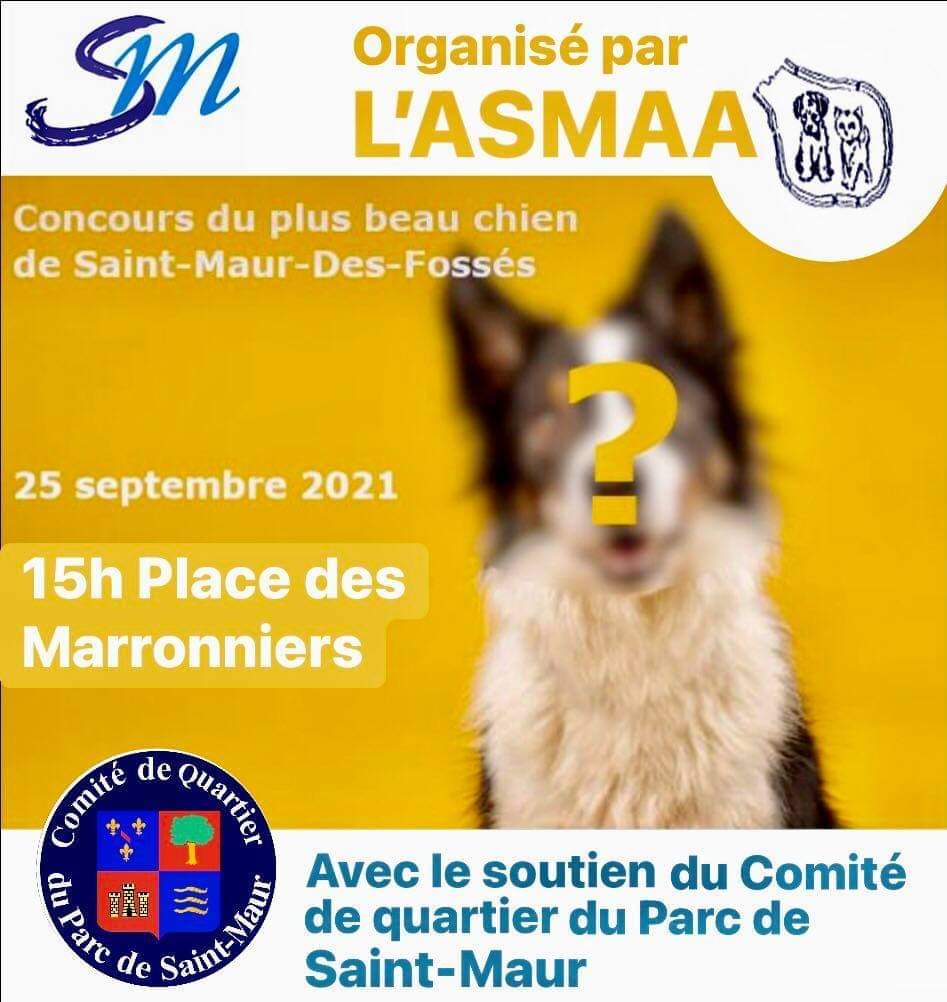 SM
Organisé par
L'ASMAA
Concours du plus beau chien
de Saint-Maur-Des-Fossés
?
25 septembre 2021
15h Place des
Marronniers
Comité de Quartier
du Parc de Saint-Maur
Avec le soutien du Comité
de quartier du Parc de
Saint-Maur